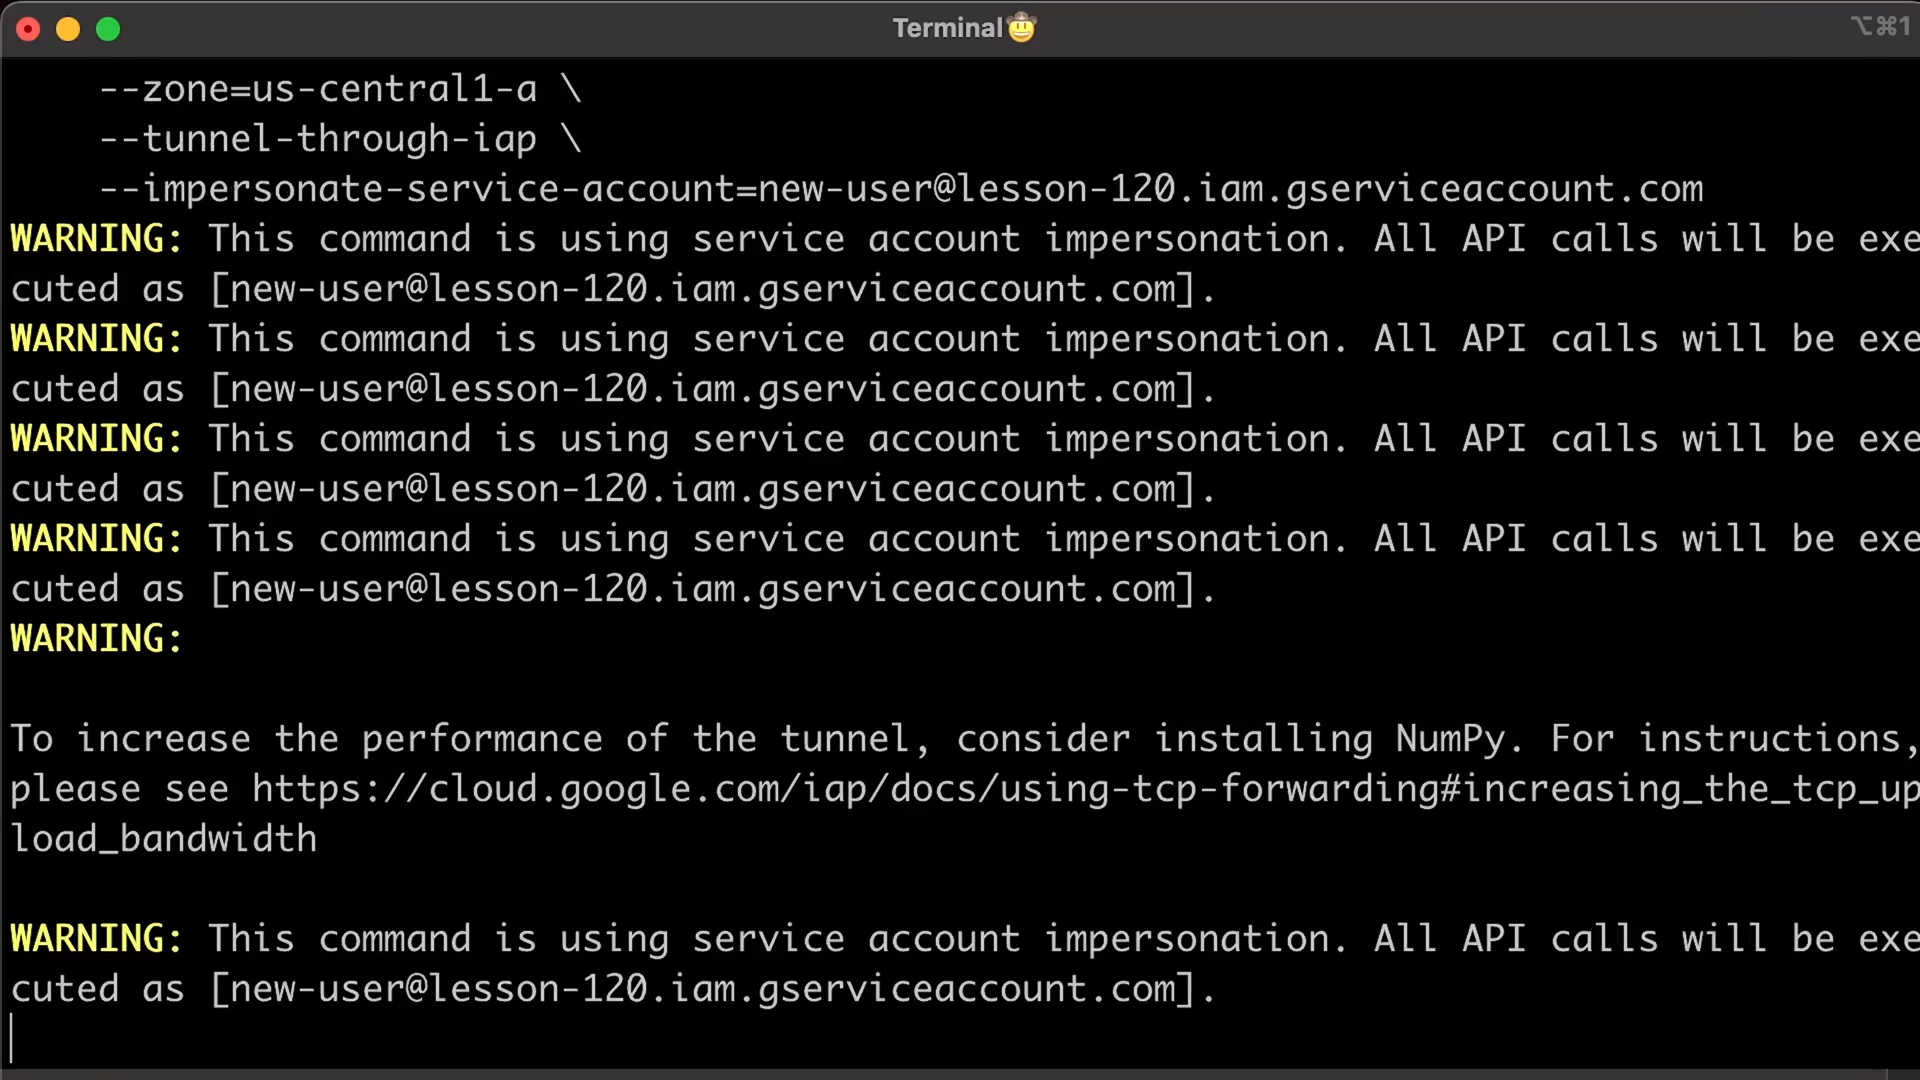 Terminal🤠
⌥⌘1
--zone=us-central1-a \
--tunnel-through-iap \
--impersonate-service-account=new-user@lesson-120.iam.gserviceaccount.com
WARNING: This command is using service account impersonation. All API calls will be exe
cuted as [new-user@lesson-120.iam.gserviceaccount.com].
WARNING: This command is using service account impersonation. All API calls will be exe
cuted as [new-user@lesson-120.iam.gserviceaccount.com].
WARNING: This command is using service account impersonation. All API calls will be exe
cuted as [new-user@lesson-120.iam.gserviceaccount.com].
WARNING: This command is using service account impersonation. All API calls will be exe
cuted as [new-user@lesson-120.iam.gserviceaccount.com].
WARNING:
To increase the performance of the tunnel, consider installing NumPy. For instructions,
please see https://cloud.google.com/iap/docs/using-tcp-forwarding#increasing_the_tcp_up
load_bandwidth
WARNING: This command is using service account impersonation. All API calls will be exe
cuted as [new-user@lesson-120.iam.gserviceaccount.com].